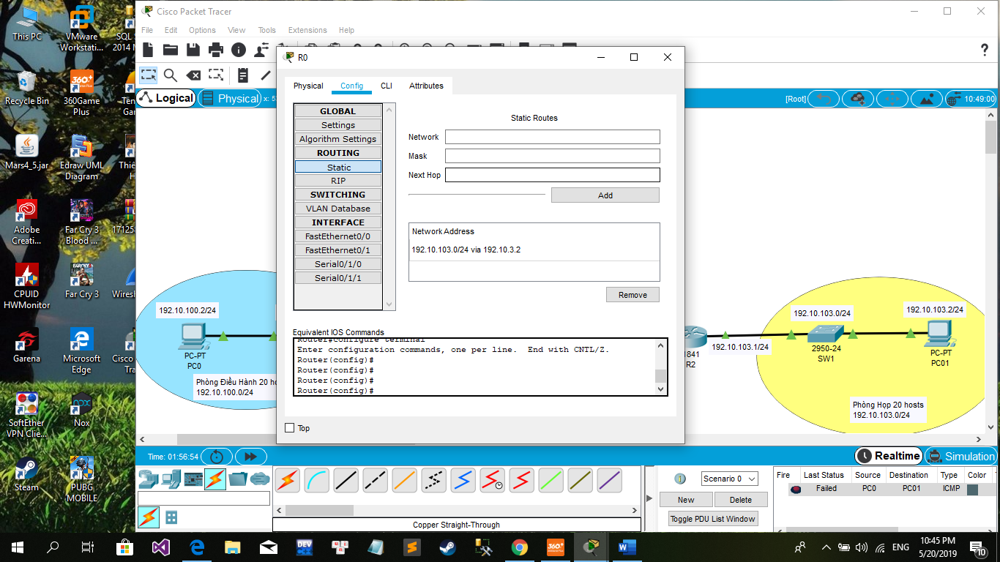 This PC
VMware
Workstati...
SQL S
2014 M
Recycle Bin
360Game
Plus
Ten
Ga
Mars4_5.jar
Edraw UML
Diagram
Thiê
H
Adobe
Creati...
Far Cry 3
Blood ...
17125
CPUID
HWMonitor
Far Cry 3
Wiresh
Garena
Microsoft
Edge
Cisco
Tra
SoftEther
VPN Clie...
Nox
Steam
PUBG
MOBILE
Cisco Packet Tracer
File Edit Options View Tools Extensions Help
Logical
Physical
x: 5
[Root]
10:49:00
R0
Physical Config CLI Attributes
GLOBAL
Settings
Algorithm Settings
ROUTING
Static
RIP
SWITCHING
VLAN Database
INTERFACE
FastEthernet0/0
FastEthernet0/1
Serial0/1/0
Serial0/1/1
Static Routes
Network
Mask
Next Hop
Add
Network Address
192.10.103.0/24 via 192.10.3.2
Remove
Equivalent IOS Commands
Router#configure terminal
Enter configuration commands, one per line. End with CNTL/Z.
Router(config)#
Router(config)#
Router(config)#
Router(config)#
Top
192.10.100.2/24
PC-PT
PC0
Phòng Điều Hành 20 ho
192.10.100.0/24
1841
R2
192.10.103.1/24
192.10.103.0/24
2950-24
SW1
192.10.103.2/24
PC-PT
PC01
Phòng Họp 20 hosts
192.10.103.0/24
Time: 01:56:54
Realtime
Simulation
Copper Straight-Through
Scenario 0
New
Delete
Toggle PDU List Window
Fire Last Status Source Destination Type Color
Failed PC0 PC01 ICMP
ENG
10:45 PM
5/20/2019
10